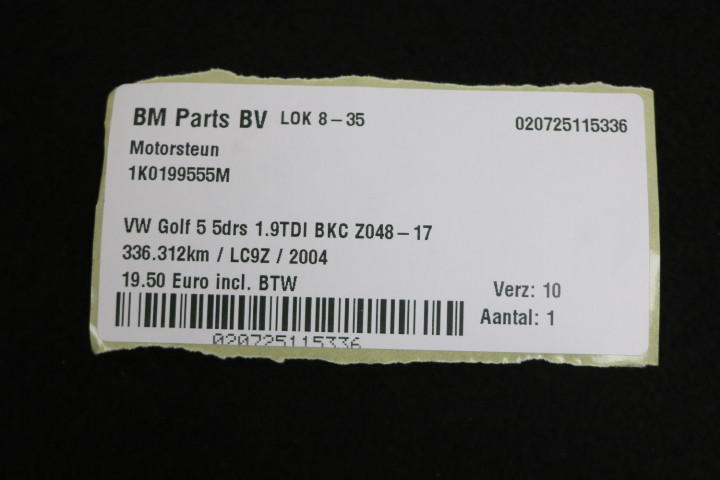 BM Parts BV LOK 8-35 020725115336
Motorsteun
1K0199555M
VW Golf 5 5drs 1.9TDI BKC Z048-17
336.312km / LC9Z / 2004
19.50 Euro incl. BTW
Verz: 10
Aantal: 1
020725115336